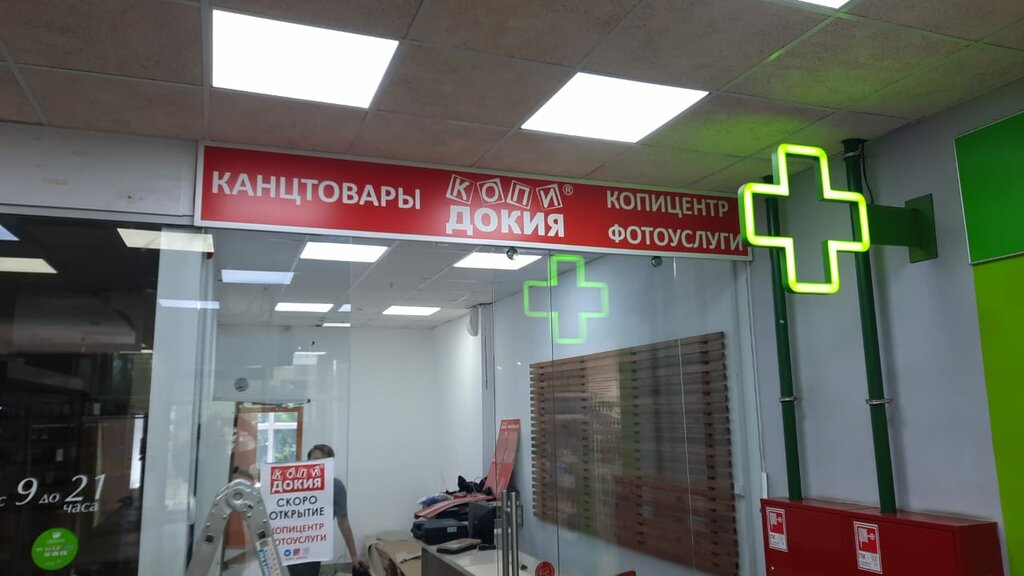 КАНЦТОВАРЫ
КОПИ®
ДОКИЯ
КОПИЦЕНТР
ФОТОУСЛУГИ
с 9 до 21
часа
КОПИ
ДОКИЯ
СКОРО
ОТКРЫТИЕ
КОПИЦЕНТР
ФОТОУСЛУГИ